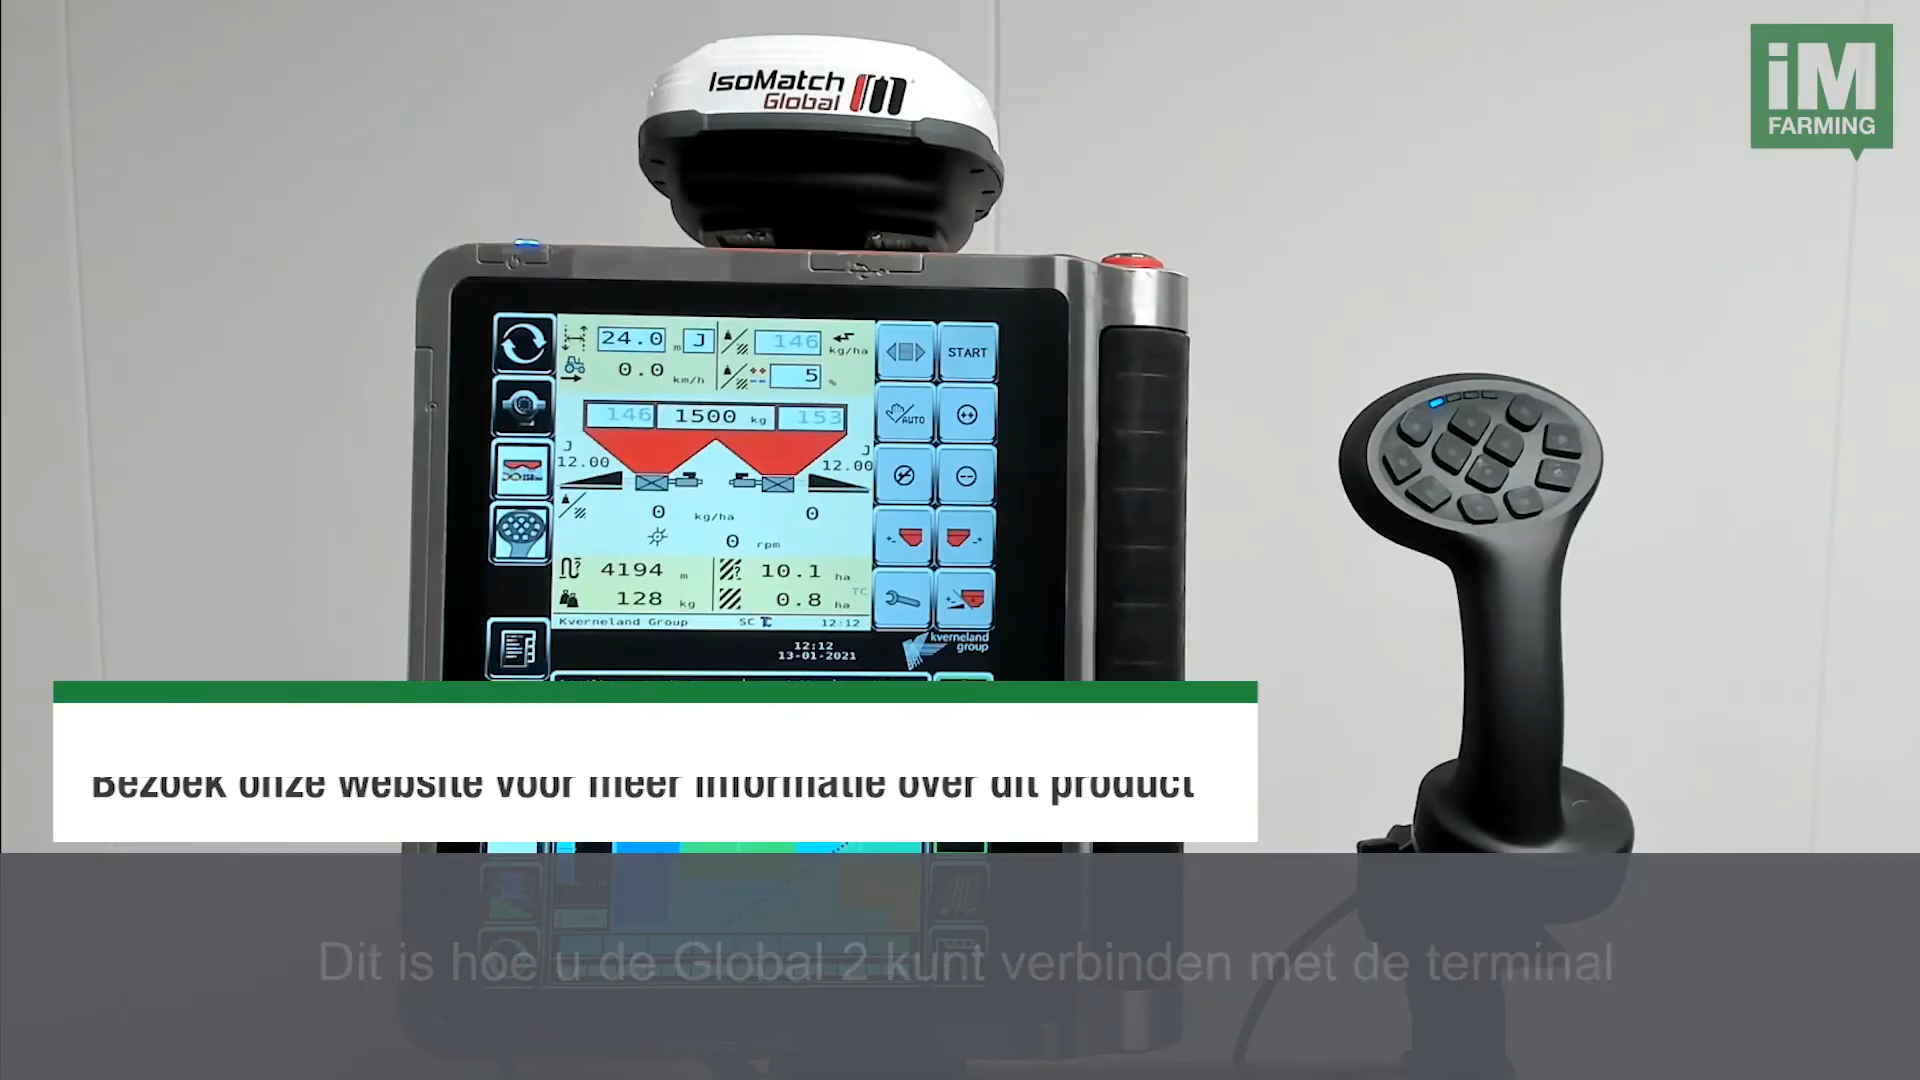 IsoMatch
Global
iM
FARMING
24.0 m J 146 kg/ha
0.0 km/h 5 %
START
146 1500 kg 153
AUTO
J J
12.00 12.00
0 kg/ha 0
0 rpm
4194 m 10.1 ha
128 kg 0.8 ha TC
Kverneland Group SC TC 12:12
12:12
13-01-2021
kverneland
group
Bezoek onze website voor meer informatie over dit product
Dit is hoe u de Global 2 kunt verbinden met de terminal